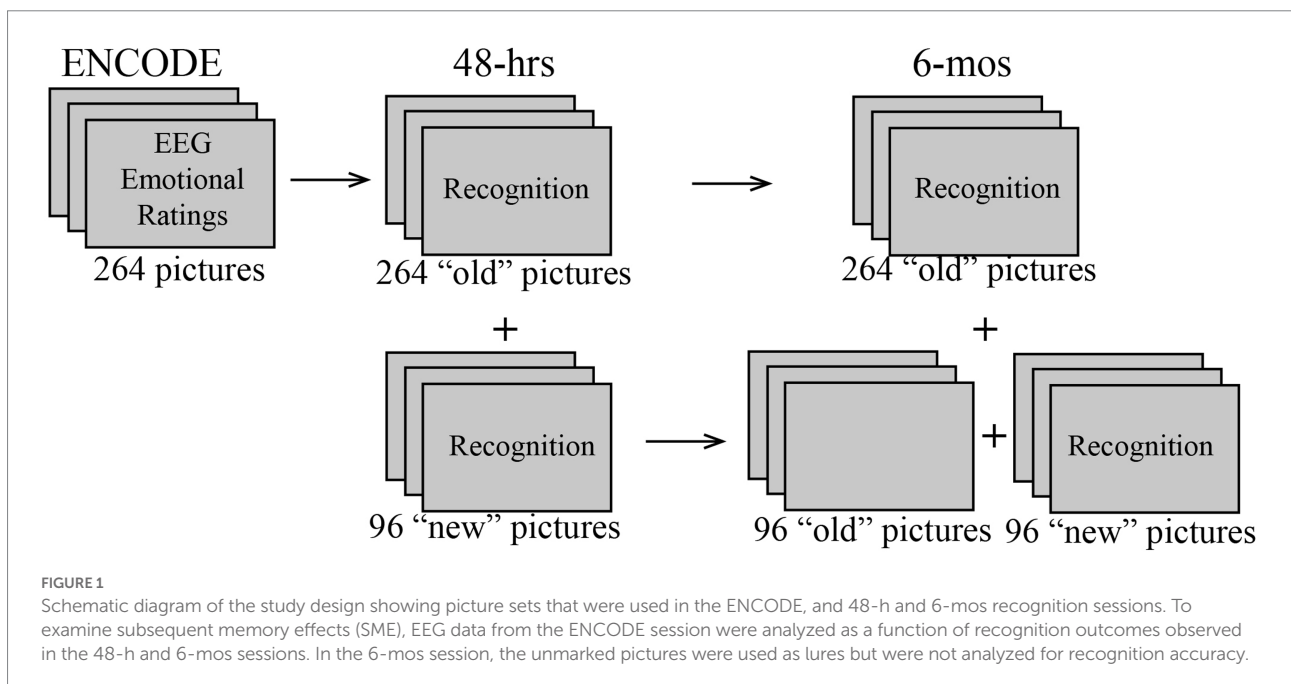 ENCODE
48-hrs
6-mos
EEG
Emotional
Ratings
Recognition
Recognition
264 pictures
264 “old” pictures
264 “old” pictures
+
+
Recognition
+
Recognition
96 “new” pictures
96 “old” pictures
96 “new” pictures
FIGURE 1
Schematic diagram of the study design showing picture sets that were used in the ENCODE, and 48-h and 6-mos recognition sessions. To
examine subsequent memory effects (SME), EEG data from the ENCODE session were analyzed as a function of recognition outcomes observed
in the 48-h and 6-mos sessions. In the 6-mos session, the unmarked pictures were used as lures but were not analyzed for recognition accuracy.